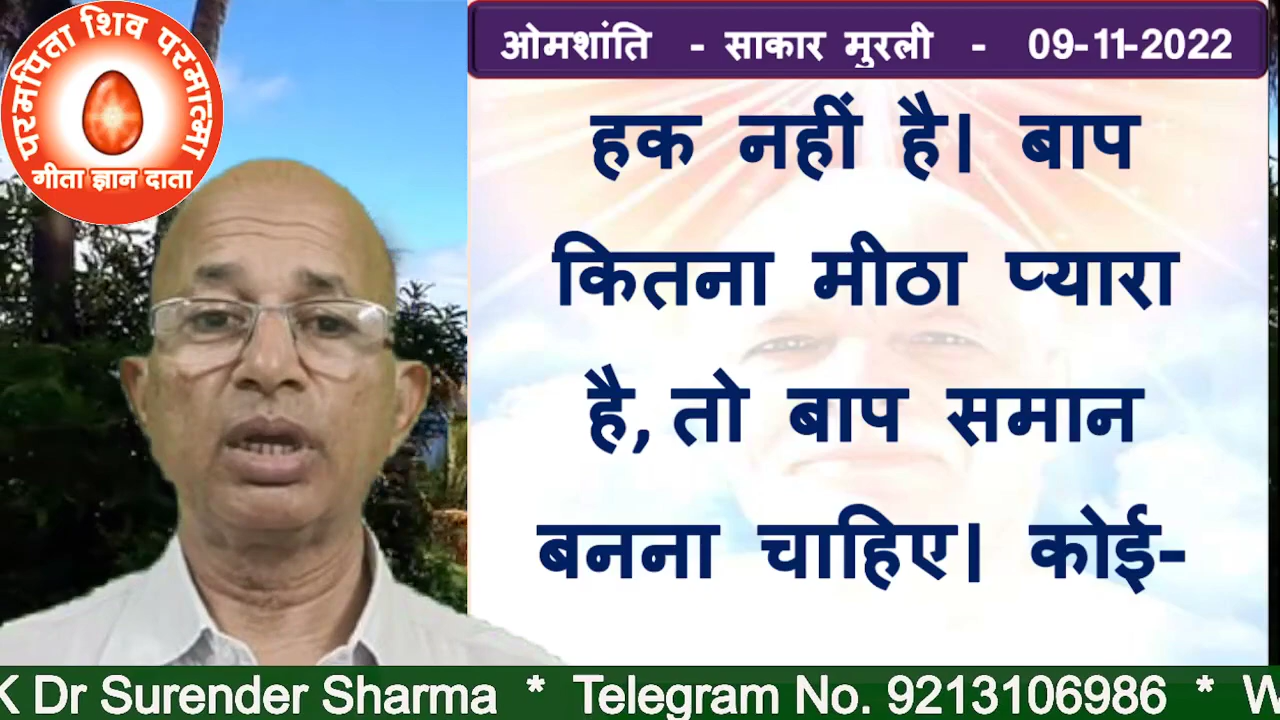 परमपिता शिव परमात्मा
गीता ज्ञान दाता
ओमशांति - साकार मुरली - 09-11-2022
हक नहीं है। बाप
कितना मीठा प्यारा
है, तो बाप समान
बनना चाहिए। कोई-
K Dr Surender Sharma * Telegram No. 9213106986 * W